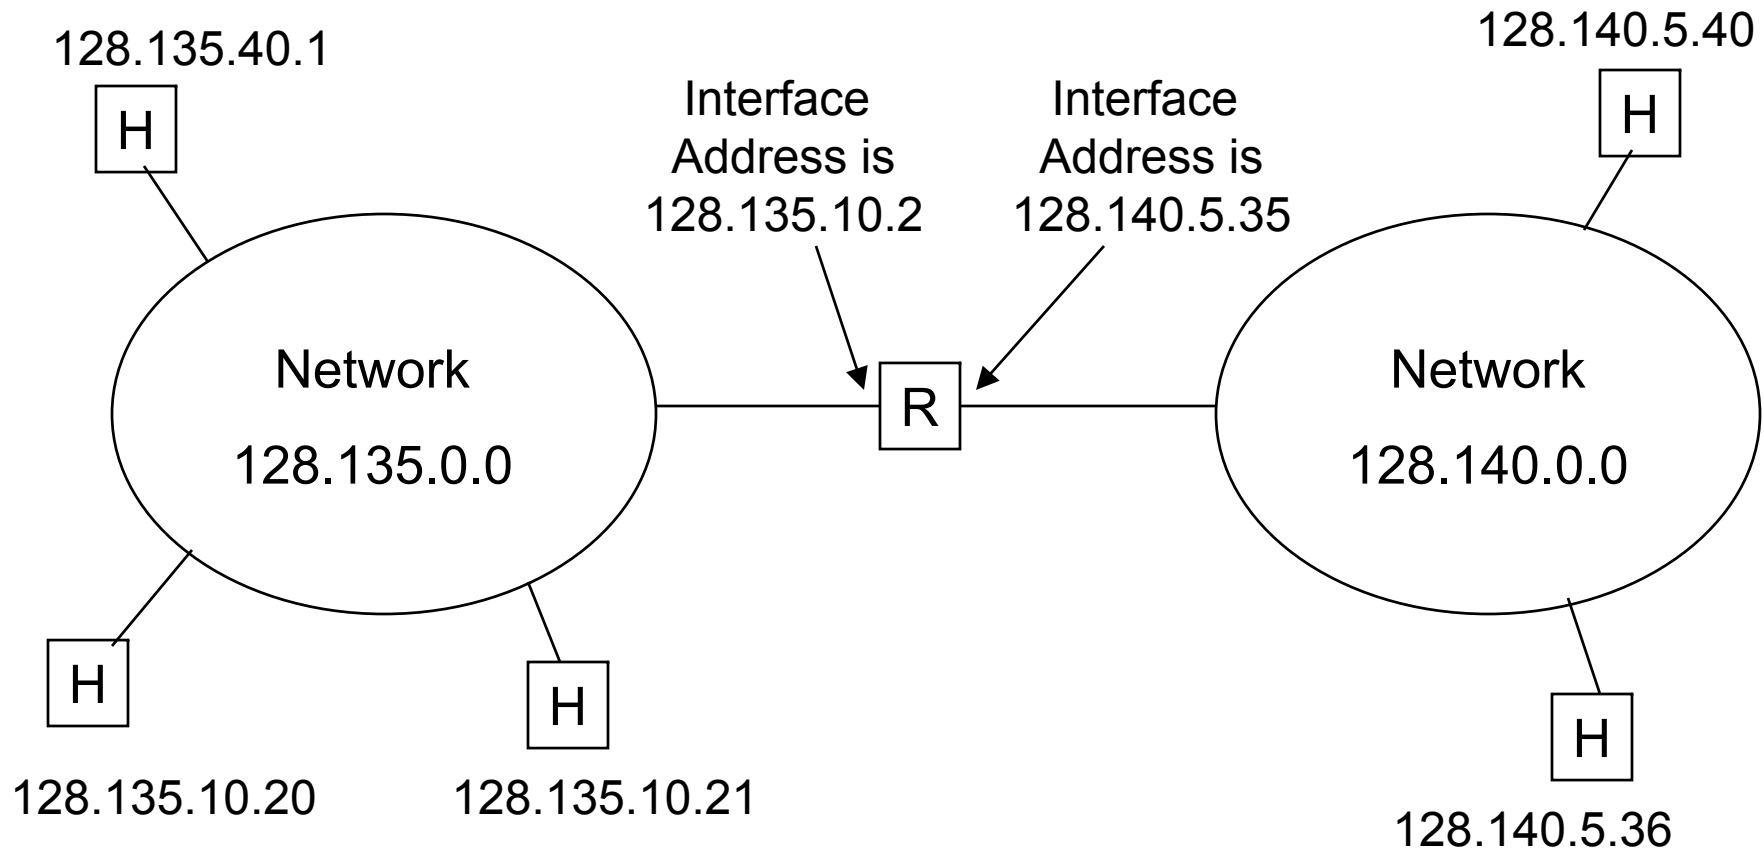 128.135.40.1
H
Interface
Address is
128.135.10.2
Interface
Address is
128.140.5.35
128.140.5.40
H
Network
128.135.0.0
R
Network
128.140.0.0
H
128.135.10.20
H
128.135.10.21
H
128.140.5.36